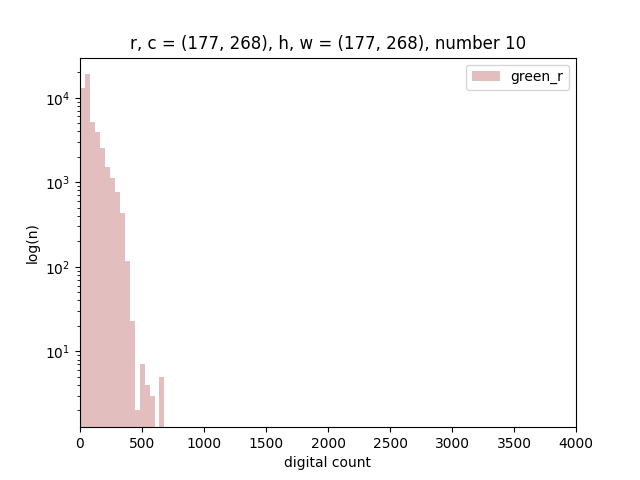 r, c = (177, 268), h, w = (177, 268), number 10
green_r
log(n)
10^4
10^3
10^2
10^1
0 500 1000 1500 2000 2500 3000 3500 4000
digital count